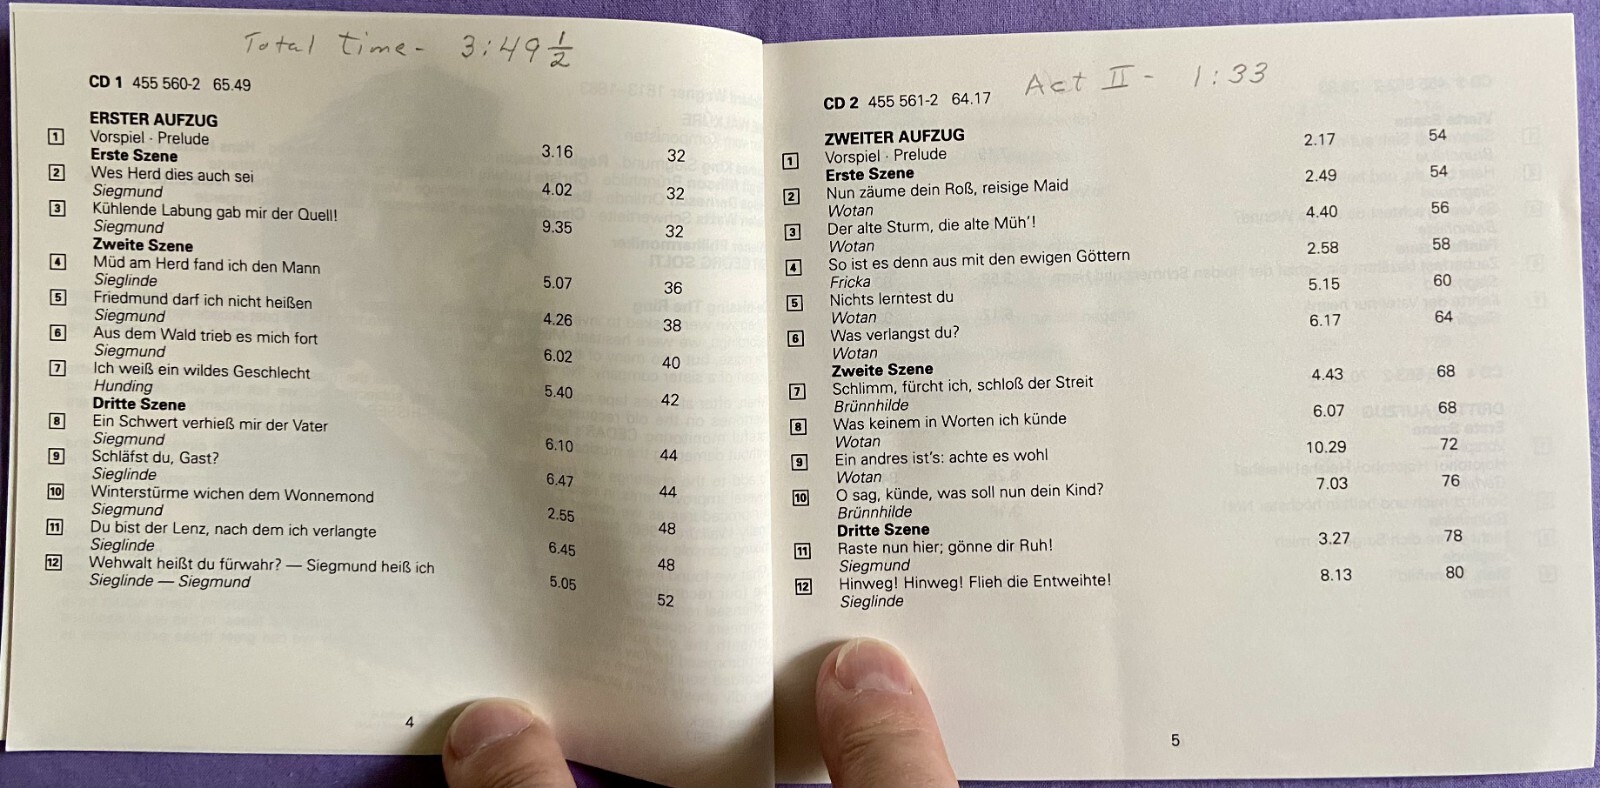 Total time - 3:49 1/2
CD 1 455 560-2 65.49
ERSTER AUFZUG
1 Vorspiel · Prelude 3.16 32
Erste Szene
2 Wes Herd dies auch sei 4.02 32
Siegmund
3 Kühlende Labung gab mir der Quell! 9.35 32
Siegmund
Zweite Szene
4 Müd am Herd fand ich den Mann 5.07 36
Sieglinde
5 Friedmund darf ich nicht heißen 4.26 38
Siegmund
6 Aus dem Wald trieb es mich fort 6.02 40
Siegmund
7 Ich weiß ein wildes Geschlecht 5.40 42
Hunding
Dritte Szene
8 Ein Schwert verhieß mir der Vater 6.10 44
Siegmund
9 Schläfst du, Gast? 6.47 44
Sieglinde
10 Winterstürme wichen dem Wonnemond 2.55 48
Siegmund
11 Du bist der Lenz, nach dem ich verlangte 6.45 48
Sieglinde
12 Wehwalt heißt du fürwahr? — Siegmund heiß ich 5.05 52
Sieglinde — Siegmund
4
Act II - 1:33
CD 2 455 561-2 64.17
ZWEITER AUFZUG
1 Vorspiel · Prelude 2.17 54
Erste Szene
2 Nun zäume dein Roß, reisige Maid 2.49 54
Wotan
3 Der alte Sturm, die alte Müh'! 4.40 56
Wotan
4 So ist es denn aus mit den ewigen Göttern 2.58 58
Fricka
5 Nichts lerntest du 5.15 60
Wotan
6 Was verlangst du? 6.17 64
Wotan
Zweite Szene
7 Schlimm, fürcht ich, schloß der Streit 4.43 68
Brünnhilde
8 Was keinem in Worten ich künde 6.07 68
Wotan
9 Ein andres ist's: achte es wohl 10.29 72
Wotan
10 O sag, künde, was soll nun dein Kind? 7.03 76
Brünnhilde
Dritte Szene
11 Raste nun hier; gönne dir Ruh! 3.27 78
Siegmund
12 Hinweg! Hinweg! Flieh die Entweihte! 8.13 80
Sieglinde
5